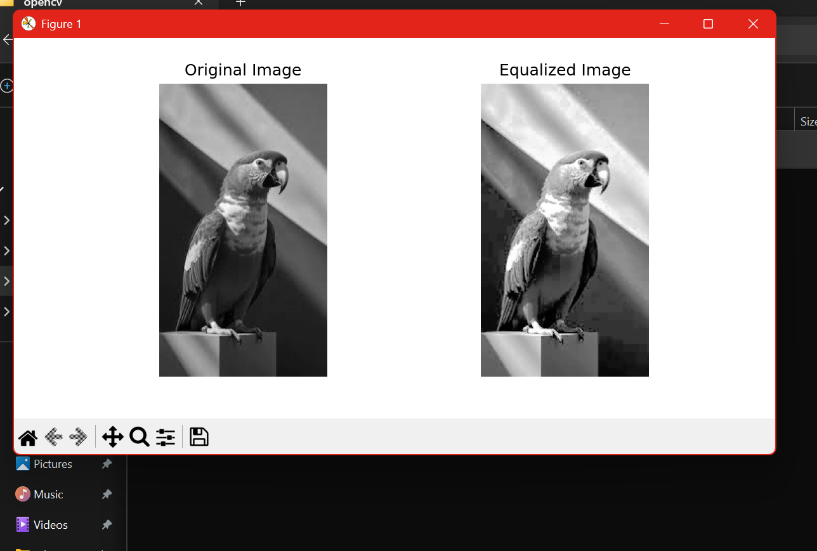 opencv
Figure 1
Size
Original Image
Equalized Image
Pictures
Music
Videos